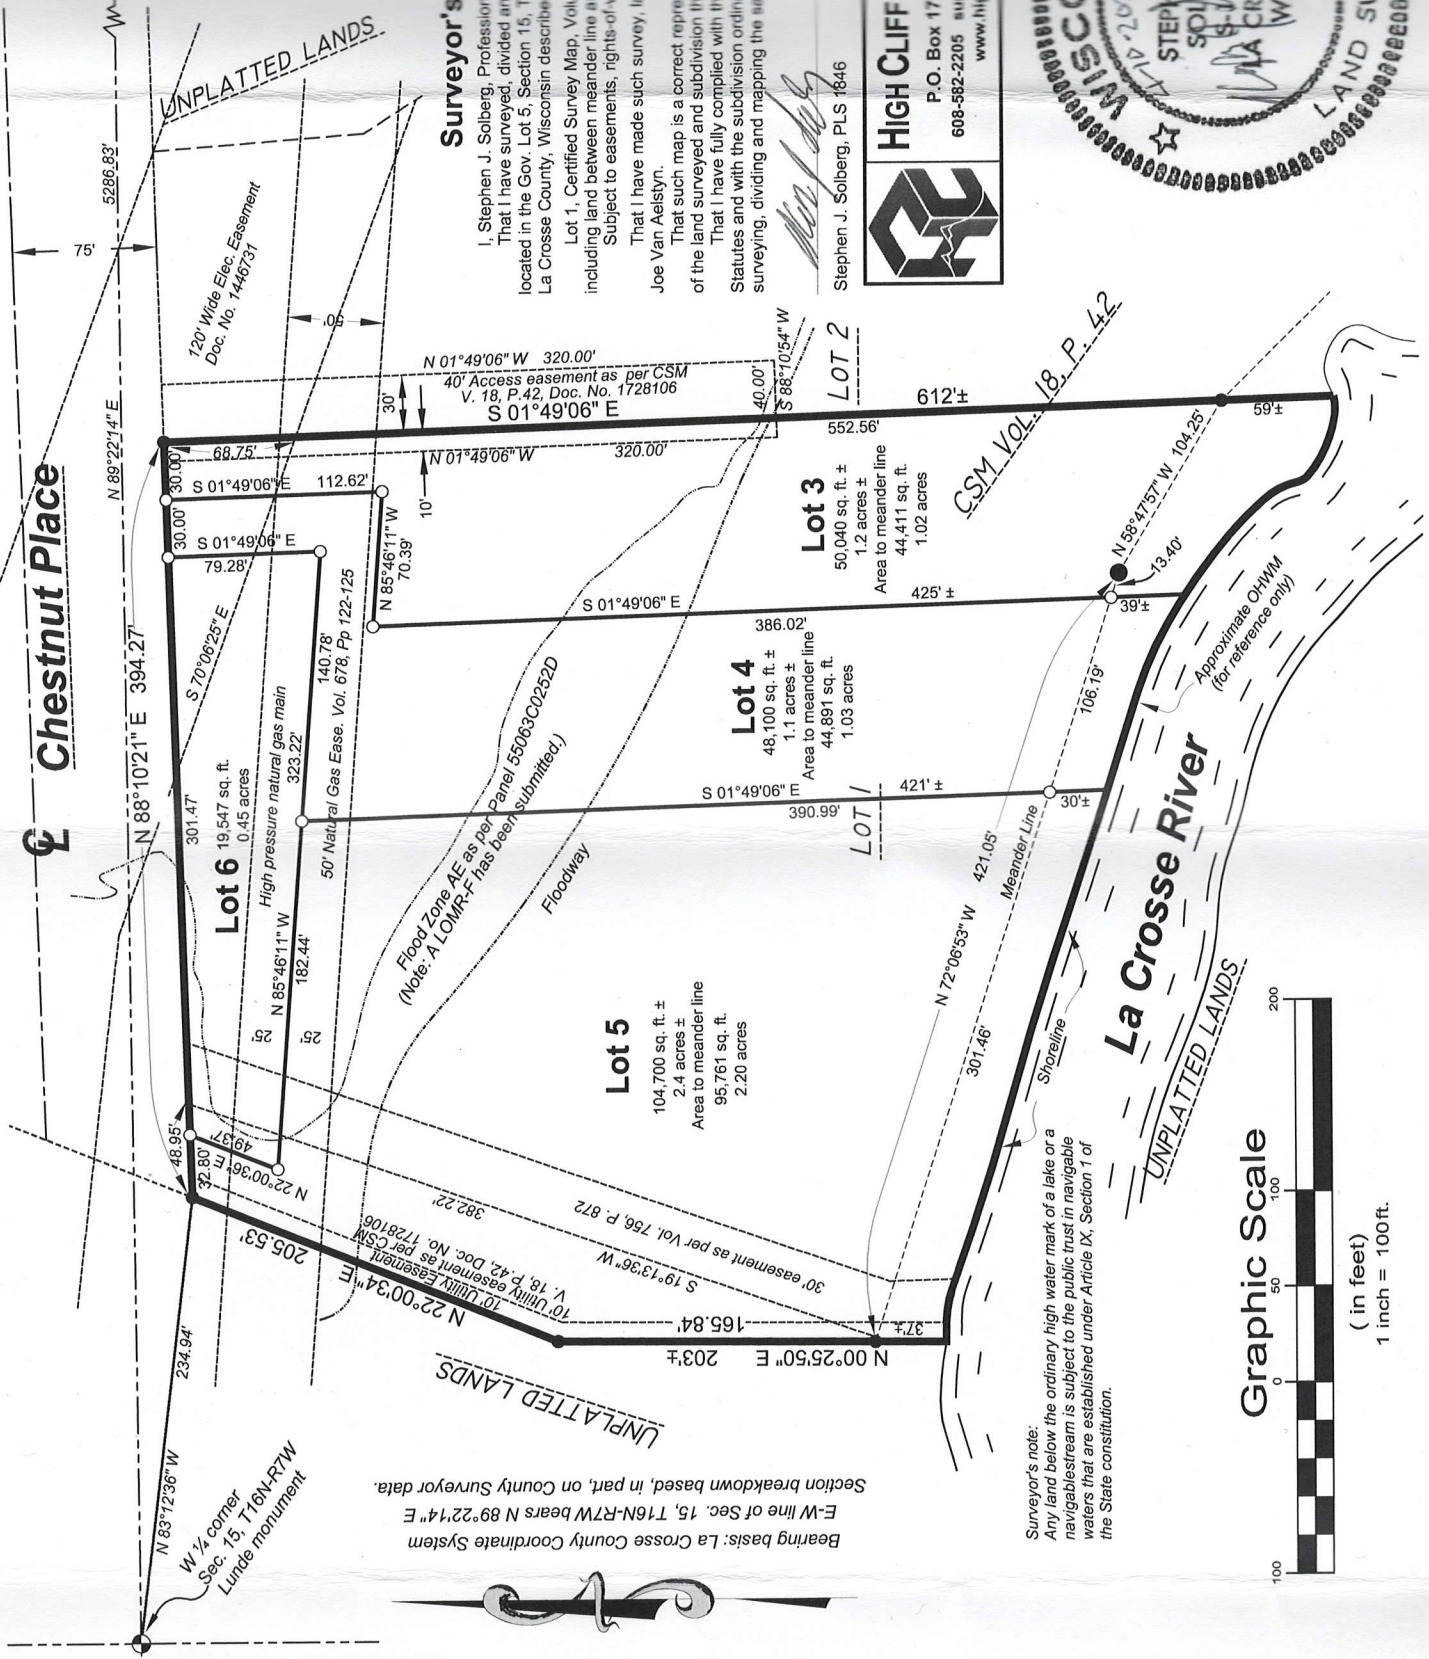 ℄ Chestnut Place
75'
5286.83'
N 89°22'14" E
UNPLATTED LANDS
N 88°10'21" E 394.27'
120' Wide Elec. Easement
Doc. No. 1446731
50'
30.00'
30.00'
301.47'
48.95'
32.80'
S 70°06'25" E
68.75'
S 01°49'06" E 112.62'
S 01°49'06" E
79.28'
N 85°46'11" W
70.39'
10'
30'
N 01°49'06" W 320.00'
40' Access easement as per CSM
V. 18, P.42, Doc. No. 1728106
S 01°49'06" E
N 01°49'06" W 320.00'
40.00'
S 88°10'54" W
LOT 2
552.56'
612'±
59'±
CSM VOL. 18, P. 42
Lot 6
19,547 sq. ft.
0.45 acres
High pressure natural gas main
N 85°46'11" W 323.22'
182.44'
140.78'
50' Natural Gas Ease. Vol. 678, Pp 122-125
25'
25'
N 22°00'36" E
49.37'
Flood Zone AE as per Panel 55063C0252D
(Note: A LOMR-F has been submitted.)
Floodway
Lot 3
50,040 sq. ft. ±
1.2 acres ±
Area to meander line
44,411 sq. ft.
1.02 acres
S 01°49'06" E 425' ±
386.02'
39'±
N 58°47'57" W 104.25'
13.40'
Lot 4
48,100 sq. ft. ±
1.1 acres ±
Area to meander line
44,891 sq. ft.
1.03 acres
S 01°49'06" E 421' ±
390.99'
30'±
106.19'
LOT 1
Lot 5
104,700 sq. ft. ±
2.4 acres ±
Area to meander line
95,761 sq. ft.
2.20 acres
N 72°06'53" W 421.05'
Meander Line
301.46'
Approximate OHWM
(for reference only)
Shoreline
La Crosse River
UNPLATTED LANDS
N 22°00'34" E
205.53'
10' Utility Easement
10' Utility easement as per CSM
V. 18, P.42, Doc. No. 1728106
382.22'
S 19°13'36" W
30' easement as per Vol. 756, P. 872
165.84'
N 00°25'50" E 203'±
37'±
UNPLATTED LANDS
234.94'
N 83°12'36" W
W ¼ corner
Sec. 15, T16N-R7W
Lunde monument
Bearing basis: La Crosse County Coordinate System
E-W line of Sec. 15, T16N-R7W bears N 89°22'14" E
Section breakdown based, in part, on County Surveyor data.
Surveyor's note:
Any land below the ordinary high water mark of a lake or a
navigablestream is subject to the public trust in navigable
waters that are established under Article IX, Section 1 of
the State constitution.
Graphic Scale
100 0 50 100 200
( in feet)
1 inch = 100ft.
Surveyor's
I, Stephen J. Solberg, Profession
That I have surveyed, divided an
located in the Gov. Lot 5, Section 15, T
La Crosse County, Wisconsin describe
Lot 1, Certified Survey Map, Volu
including land between meander line a
Subject to easements, rights-of-
That I have made such survey, l
Joe Van Aelstyn.
That such map is a correct repre
of the land surveyed and subdivision th
That I have fully complied with th
Statutes and with the subdivision ordin
surveying, dividing and mapping the sa
Stephen J. Solberg, PLS 1846
HIGH CLIFF
P.O. Box 17
608-582-2205 su
www.hi
WISCO
STEP
SOL
S-
LA CR
W
LAND SU